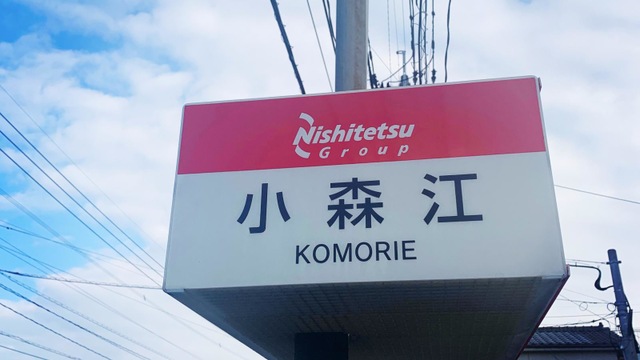 Nishitetsu
Group
小森江
KOMORIE